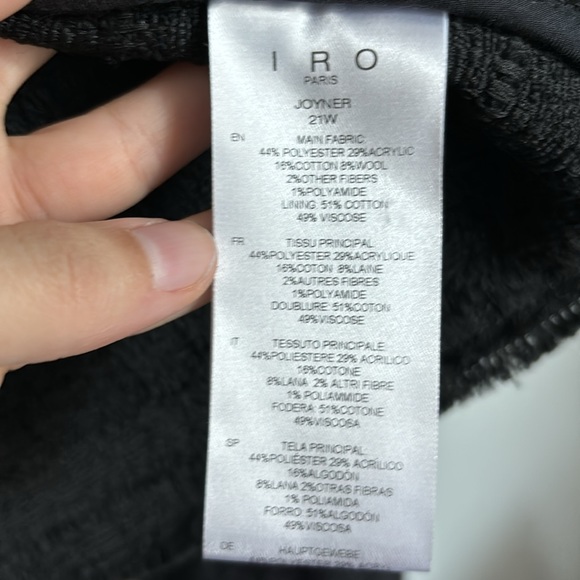 I R O
PARIS
JOYNER
21W
EN
MAIN FABRIC:
44% POLYESTER 29%ACRYLIC
16%COTTON 8%WOOL
2%OTHER FIBERS
1%POLYAMIDE
LINING: 51% COTTON
49% VISCOSE
FR
TISSU PRINCIPAL:
44%POLYESTER 29%ACRYLIQUE
16%COTON 8%LAINE
2%AUTRES FIBRES
1%POLYAMIDE
DOUBLURE: 51%COTON
49%VISCOSE
IT
TESSUTO PRINCIPALE:
44%POLIESTERE 29% ACRILICO
16%COTONE
8%LANA 2% ALTRI FIBRE
1% POLIAMMIDE
FODERA: 51%COTONE
49%VISCOSA
SP
TELA PRINCIPAL:
44%POLIÉSTER 29% ACRÍLICO
16%ALGODÓN
8%LANA 2%OTRAS FIBRAS
1% POLIAMIDA
FORRO: 51%ALGODÓN
49%VISCOSA
DE
HAUPTGEWEBE: